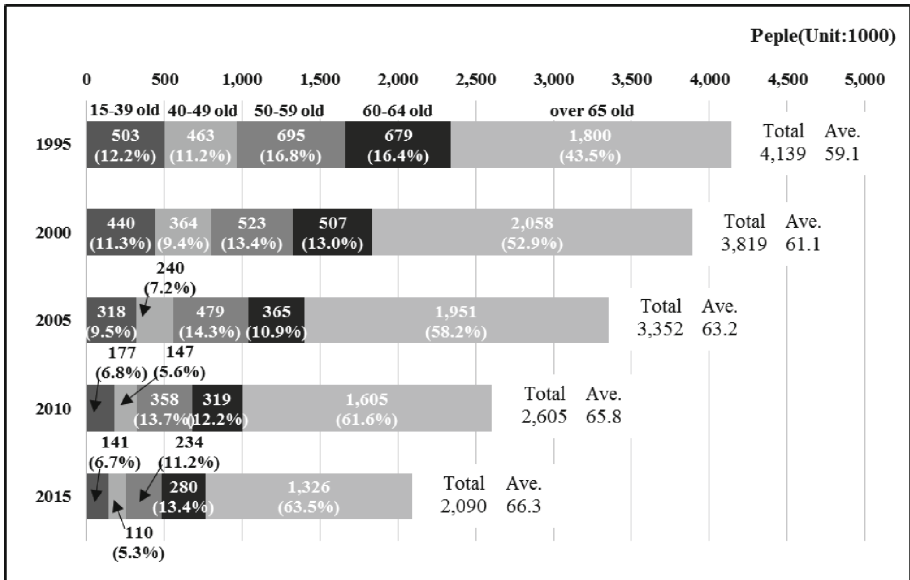 Peple(Unit:1000)
0 500 1,000 1,500 2,000 2,500 3,000 3,500 4,000 4,500 5,000
15-39 old 40-49 old 50-59 old 60-64 old over 65 old
1995 503 463 695 679 1,800 Total Ave.
(12.2%) (11.2%) (16.8%) (16.4%) (43.5%) 4,139 59.1
2000 440 364 523 507 2,058 Total Ave.
(11.3%) (9.4%) (13.4%) (13.0%) (52.9%) 3,819 61.1
240
(7.2%)
2005 318 479 365 1,951 Total Ave.
(9.5%) (14.3%) (10.9%) (58.2%) 3,352 63.2
177 147
(6.8%) (5.6%)
2010 358 319 1,605 Total Ave.
(13.7%) (12.2%) (61.6%) 2,605 65.8
141 234
(6.7%) (11.2%)
2015 280 1,326 Total Ave.
(13.4%) (63.5%) 2,090 66.3
110
(5.3%)